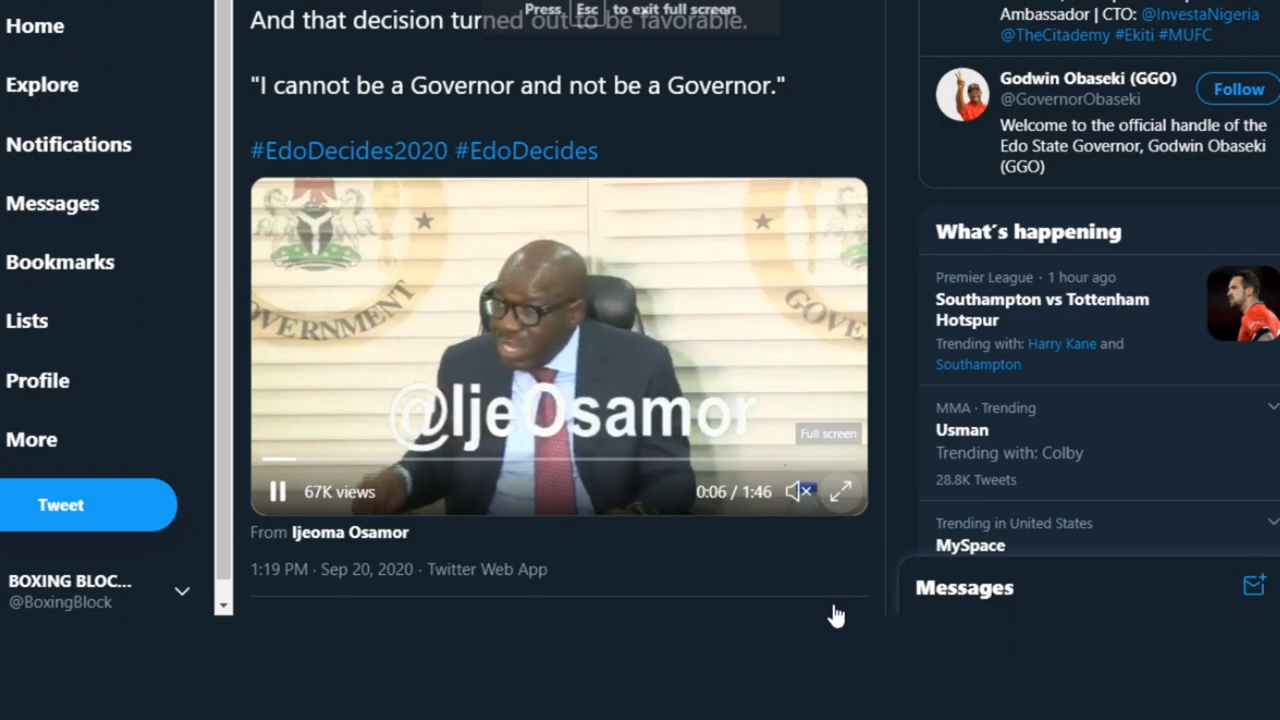 Home
Explore
Notifications
Messages
Bookmarks
Lists
Profile
More
Tweet
BOXING BLOC...
@BoxingBlock
Press Esc to exit full screen
And that decision turned out to be favorable.
"I cannot be a Governor and not be a Governor."
#EdoDecides2020 #EdoDecides
VERNMENT
GOVE
@IjeOsamor
Full screen
67K views
0:06 / 1:46
From Ijeoma Osamor
1:19 PM · Sep 20, 2020 · Twitter Web App
Ambassador | CTO: @InvestaNigeria
@TheCitademy #Ekiti #MUFC
Godwin Obaseki (GGO)
@GovernorObaseki
Follow
Welcome to the official handle of the
Edo State Governor, Godwin Obaseki
(GGO)
What's happening
Premier League · 1 hour ago
Southampton vs Tottenham
Hotspur
Trending with: Harry Kane and
Southampton
MMA · Trending
Usman
Trending with: Colby
28.8K Tweets
Trending in United States
MySpace
Messages